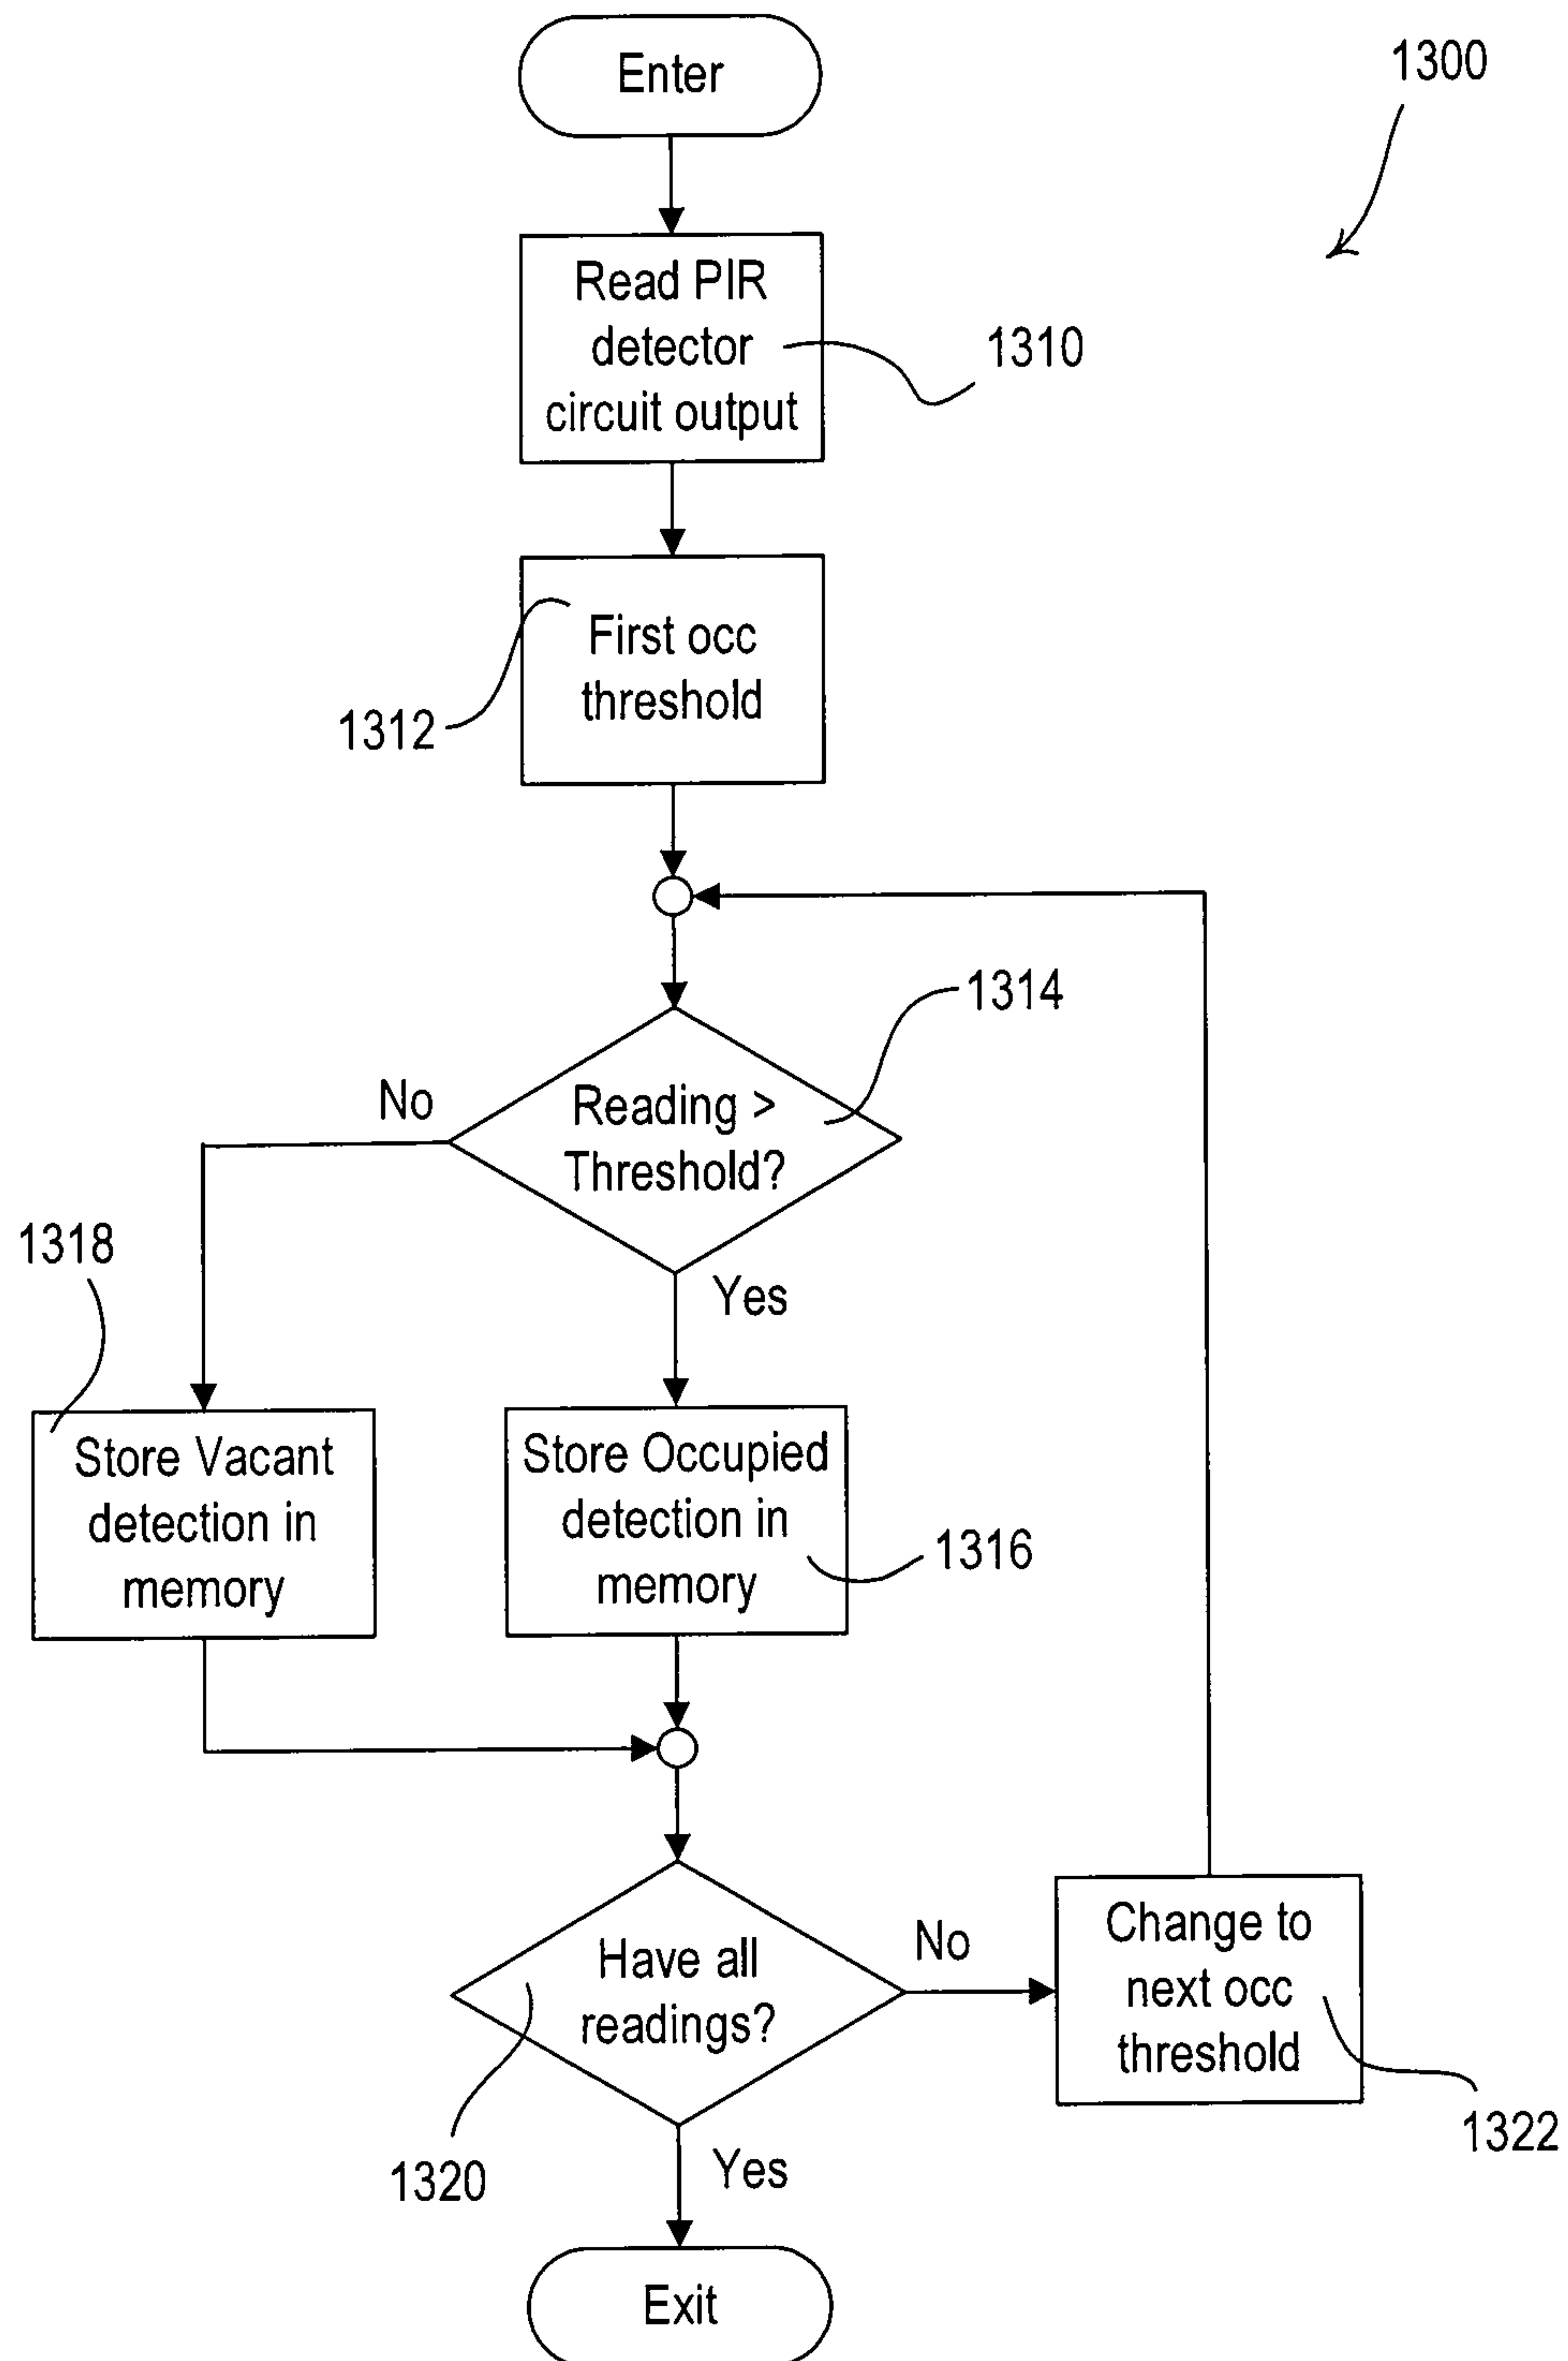 Enter
1300
Read PIR
detector
circuit output
1310
First occ
threshold
1312
1314
No
Reading >
Threshold?
Yes
1318
Store Vacant
detection in
memory
Store Occupied
detection in
memory
1316
Have all
readings?
No
Change to
next occ
threshold
1322
1320
Yes
Exit